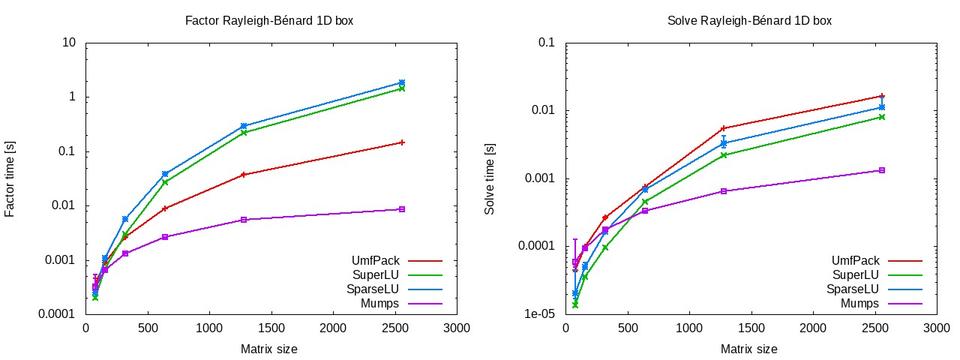 Factor Rayleigh-Bénard 1D box
Factor time [s]
10
1
0.1
0.01
0.001
0.0001
0 500 1000 1500 2000 2500 3000
Matrix size
UmfPack
SuperLU
SparseLU
Mumps
Solve Rayleigh-Bénard 1D box
Solve time [s]
0.1
0.01
0.001
0.0001
1e-05
0 500 1000 1500 2000 2500 3000
Matrix size
UmfPack
SuperLU
SparseLU
Mumps